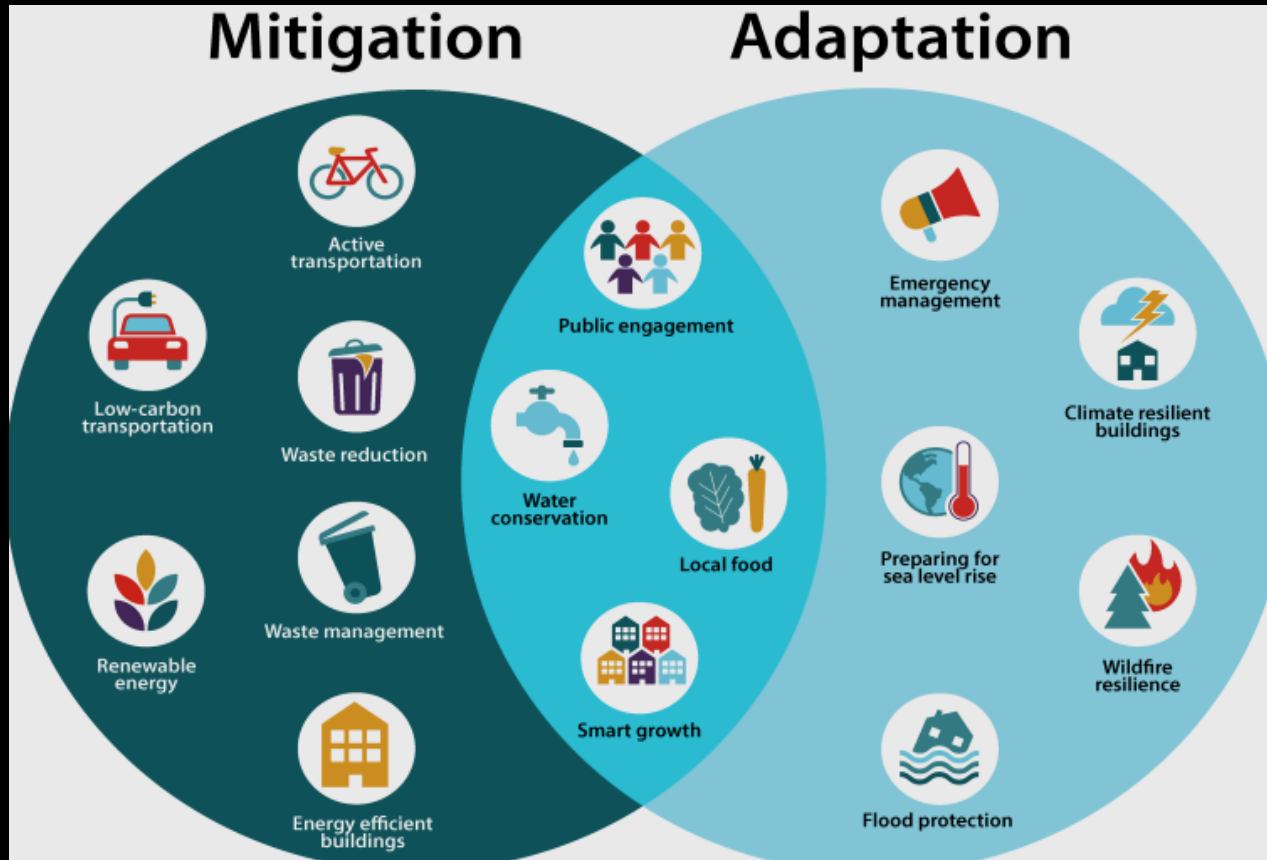 Mitigation
Adaptation
Active
transportation
Low-carbon
transportation
Waste reduction
Waste management
Renewable
energy
Energy efficient
buildings
Public engagement
Water
conservation
Local food
Smart growth
Emergency
management
Climate resilient
buildings
Preparing for
sea level rise
Wildfire
resilience
Flood protection